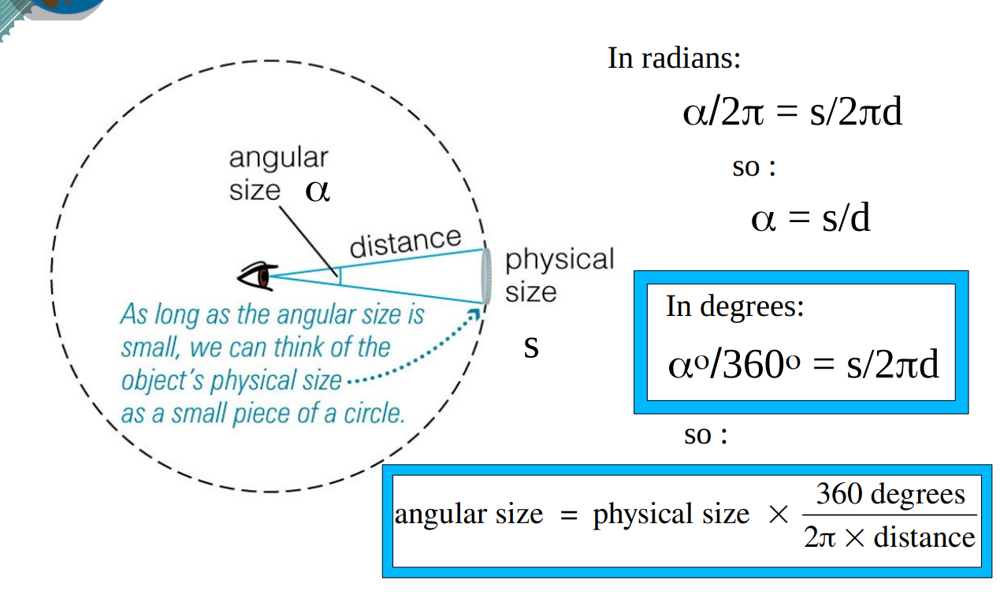 In radians:
α/2π = s/2πd
so :
α = s/d
angular
size α
distance
physical
size
s
As long as the angular size is
small, we can think of the
object's physical size
as a small piece of a circle.
In degrees:
αº/360º = s/2πd
so :
angular size = physical size × 360 degrees
2π × distance